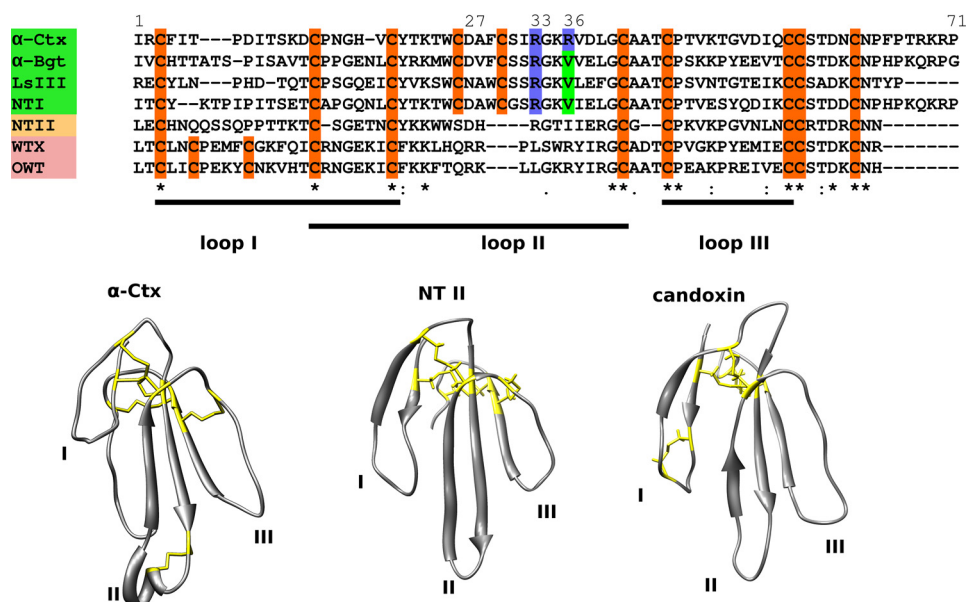 1 27 33 36 71
α-Ctx IRCFIT---PDITSKDCPNGH-VCYTKTWCDAFCSIRGKRVDLGCAATCPTVKTGVDIQCCSTDNCNPFPTRKRP
α-Bgt IVCHTTATS-PISAVTCPPGENLCYRKMWCDVFCSSRGKVVELGCAATCPSKKPYEEVTCCSTDKCNPHPKQRPG
LsIII RECYLN---PHD-TQTCPSGQEICYVKSWCNAWCSSRGKVLEFGCAATCPSVNTGTEIKCCSADKCNTYP----
NTI ITCY--KTPIPITSETCAPGQNLCYTKTWCDAWCGSRGKVIELGCAATCPTVESYQDIKCCSTDDCNPHPKQKRP
NTII LECHNQQSSQPPTTKTC-SGETNCYKKWWSDH----RGTIIERGCG--CPKVKPGVNLNCCRTDRCNN-------
WTX LTCLNCPEMFCGKFQICRNGEKICFKKLHQRR---PLSWRYIRGCADTCPVGKPYEMIECCSTDKCNR-------
OWT LTCLICPEKYCNKVHTCRNGEKICFKKFTQRK----LLGKRYIRGCAATCPEAKPREIVECCSTDKCNH------
* * *: * . **. ** : : ** :* **
loop I loop II loop III
α-Ctx NT II candoxin
I II III
I II III
I II III